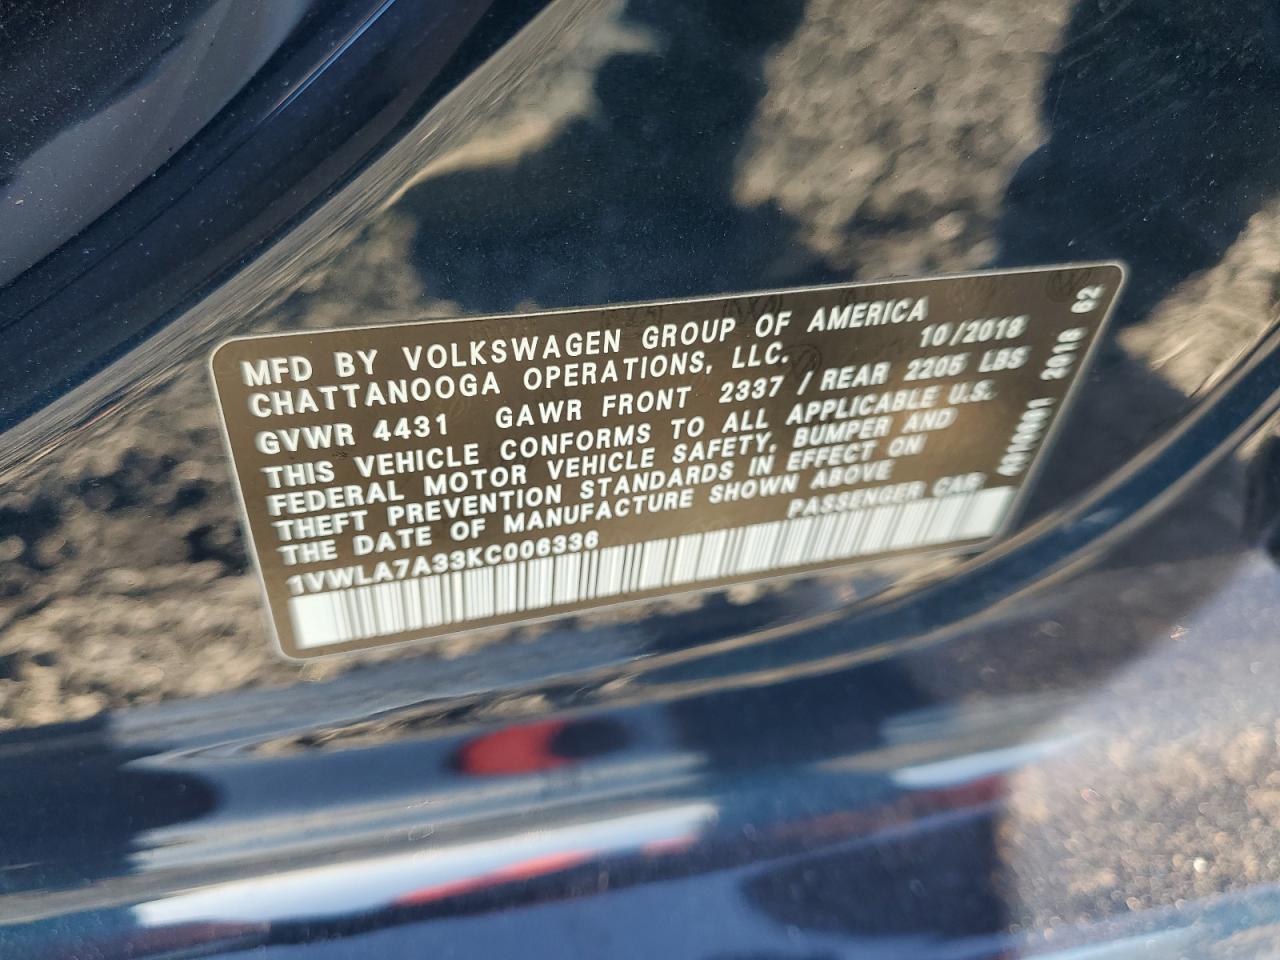 MFD BY VOLKSWAGEN GROUP OF AMERICA
CHATTANOOGA OPERATIONS, LLC. 10/2018
GVWR 4431 GAWR FRONT 2337 / REAR 2205 LBS
THIS VEHICLE CONFORMS TO ALL APPLICABLE U.S.
FEDERAL MOTOR VEHICLE SAFETY, BUMPER AND
THEFT PREVENTION STANDARDS IN EFFECT ON
THE DATE OF MANUFACTURE SHOWN ABOVE
1VWLA7A33KC006336 PASSENGER CAR
2018 62